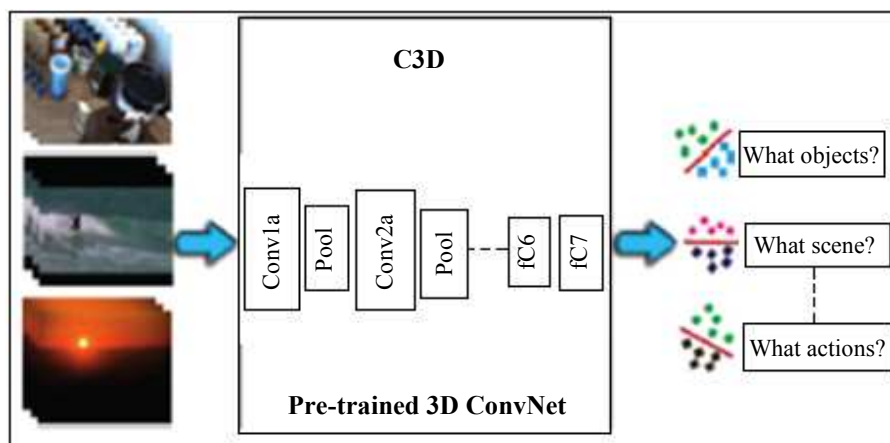 C3D
Conv1a
Pool
Conv2a
Pool
fC6
fC7
Pre-trained 3D ConvNet
What objects?
What scene?
What actions?